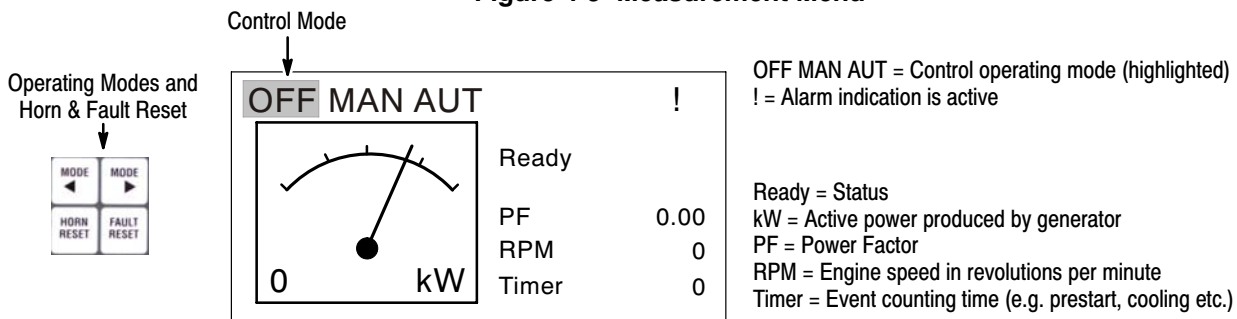 Figure Measurement Menu
Control Mode
Operating Modes and
Horn & Fault Reset
MODE
MODE
HORN
RESET
FAULT
RESET
OFF MAN AUT !
Ready
PF 0.00
RPM 0
Timer 0
0 kW
OFF MAN AUT = Control operating mode (highlighted)
! = Alarm indication is active
Ready = Status
kW = Active power produced by generator
PF = Power Factor
RPM = Engine speed in revolutions per minute
Timer = Event counting time (e.g. prestart, cooling etc.)